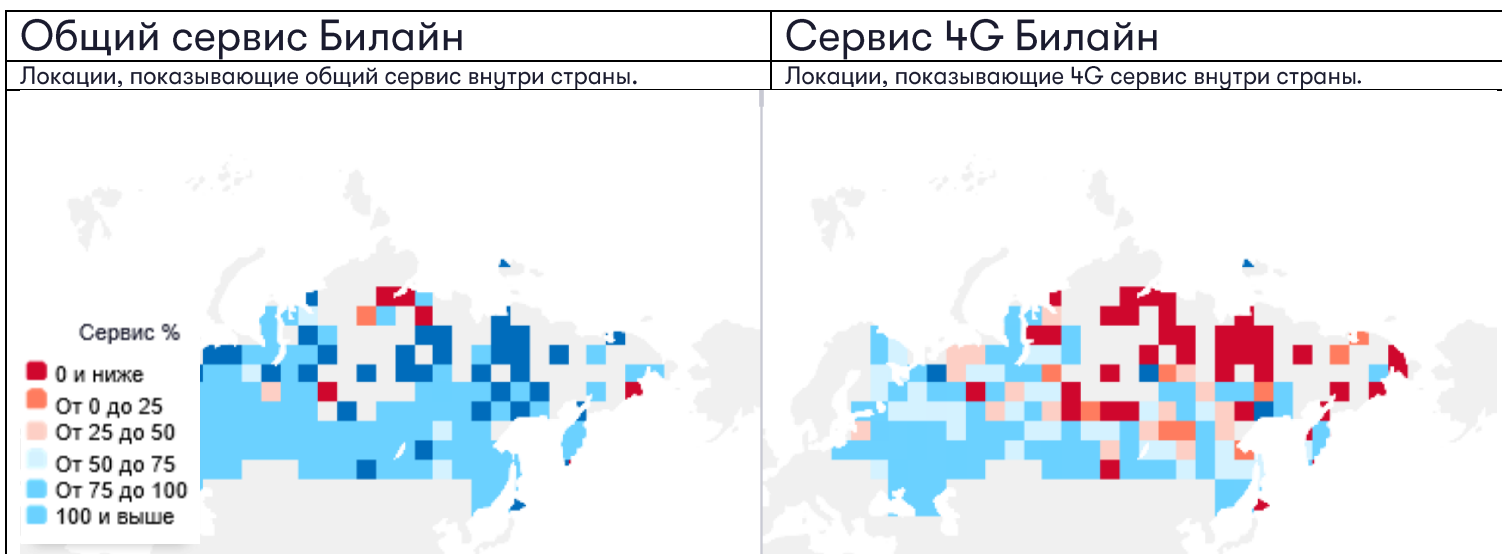 Общий сервис Билайн
Локации, показывающие общий сервис внутри страны.
Сервис 4G Билайн
Локации, показывающие 4G сервис внутри страны.
Сервис %
0 и ниже
От 0 до 25
От 25 до 50
От 50 до 75
От 75 до 100
100 и выше